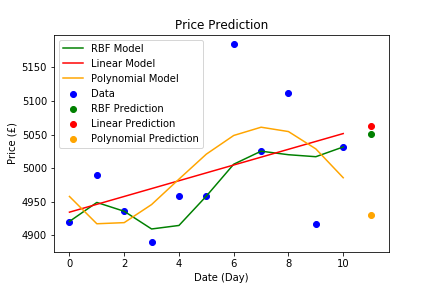 Price Prediction
RBF Model
Linear Model
Polynomial Model
Data
RBF Prediction
Linear Prediction
Polynomial Prediction
Price (£)
5150
5100
5050
5000
4950
4900
0 2 4 6 8 10
Date (Day)